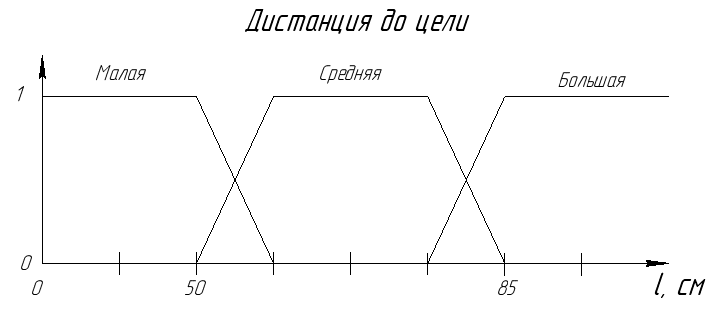 Дистанция до цели
Малая
Средняя
Большая
1
0
0
50
85
l, см